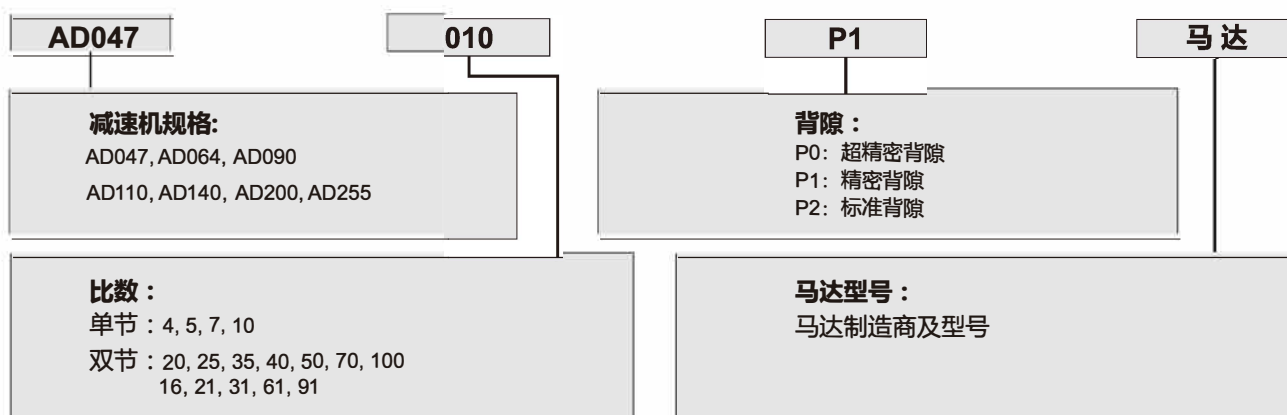 AD047
010
P1
马达
减速机规格:
AD047, AD064, AD090
AD110, AD140, AD200, AD255
背隙：
P0：超精密背隙
P1：精密背隙
P2：标准背隙
比数：
单节：4, 5, 7, 10
双节：20, 25, 35, 40, 50, 70, 100
16, 21, 31, 61, 91
马达型号：
马达制造商及型号